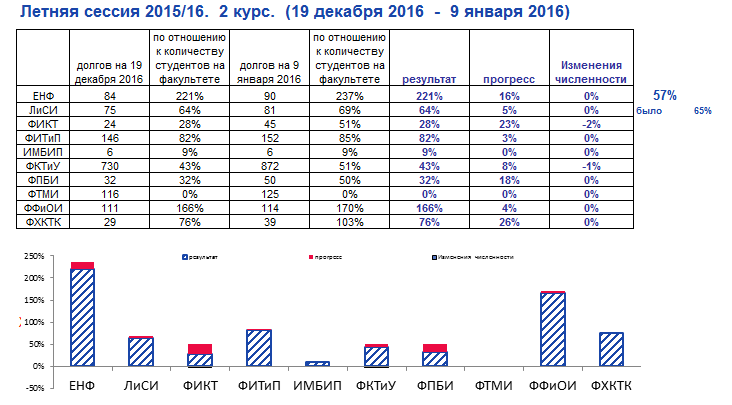 Летняя сессия 2015/16. 2 курс. (19 декабря 2016 - 9 января 2016)
долгов на 19 декабря 2016 по отношению к количеству студентов на факультете долгов на 9 января 2016 по отношению к количеству студентов на факультете результат прогресс Изменения численности
ЕНФ 84 221% 90 237% 221% 16% 0% 57%
ЛиСИ 75 64% 81 69% 64% 5% 0% было 65%
ФИКТ 24 28% 45 51% 28% 23% -2%
ФИТиП 146 82% 152 85% 82% 3% 0%
ИМБИП 6 9% 6 9% 9% 0% 0%
ФКТиУ 730 43% 872 51% 43% 8% -1%
ФПБИ 32 32% 50 50% 32% 18% 0%
ФТМИ 116 0% 125 0% 0% 0% 0%
ФФиОИ 111 166% 114 170% 166% 4% 0%
ФХКТК 29 76% 39 103% 76% 26% 0%
результат прогресс Изменения численности
250%
200%
150%
100%
50%
0%
-50%
ЕНФ ЛиСИ ФИКТ ФИТиП ИМБИП ФКТиУ ФПБИ ФТМИ ФФиОИ ФХКТК